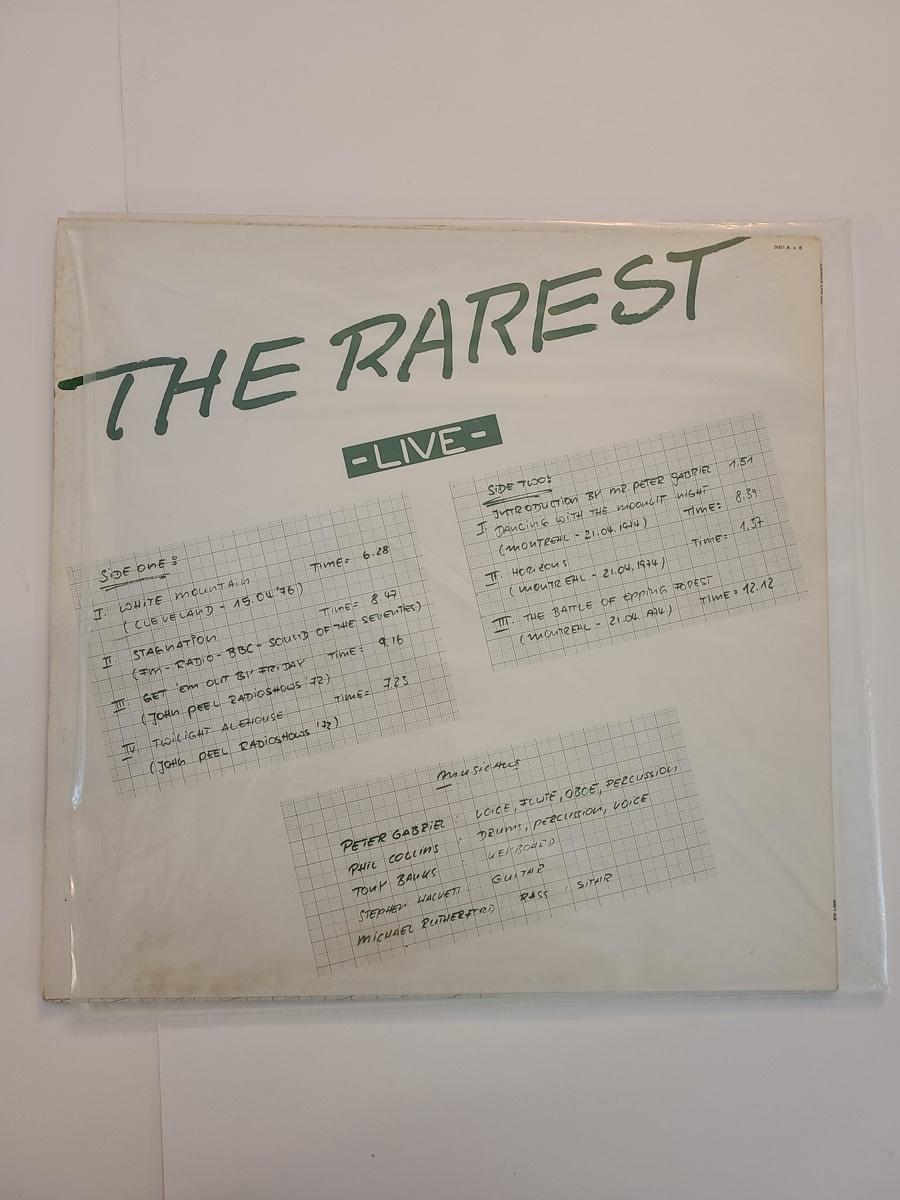 5001 A + B
THE RAREST
-LIVE-
SIDE ONE:
I. WHITE MOUNTAIN TIME= 6.28
(CLEVELAND - 15.04'76)
II. STAGNATION TIME= 8.47
(FM-RADIO-BBC-SOUND OF THE SEVENTIES)
III GET 'EM OUT BY FRIDAY TIME: 9.16
(JOHN PEEL RADIOSHOWS '72)
IV. TWILIGHT ALEHOUSE TIME= 7.23
(JOHN PEEL RADIOSHOWS '72)
SIDE TWO:
INTRODUCTION BY MR. PETER GABRIEL 1.51
I DANCING WITH THE MOONLIT NIGHT TIME: 8.39
(MONTREAL - 21.04.1974)
II HORIZONS TIME: 1.57
(MONTREAL - 21.04.1974)
III THE BATTLE OF EPPING FOREST TIME= 12.12
(MONTREAL - 21.04.1974)
MUSICIANS
PETER GABRIEL : VOICE, FLUTE, OBOE, PERCUSSION
PHIL COLLINS : DRUMS, PERCUSSION, VOICE
TONY BANKS : KEYBOARD
STEPHEN HACKETT : GUITAR
MICHAEL RUTHERFORD : BASS, SITAR
5001 A/B